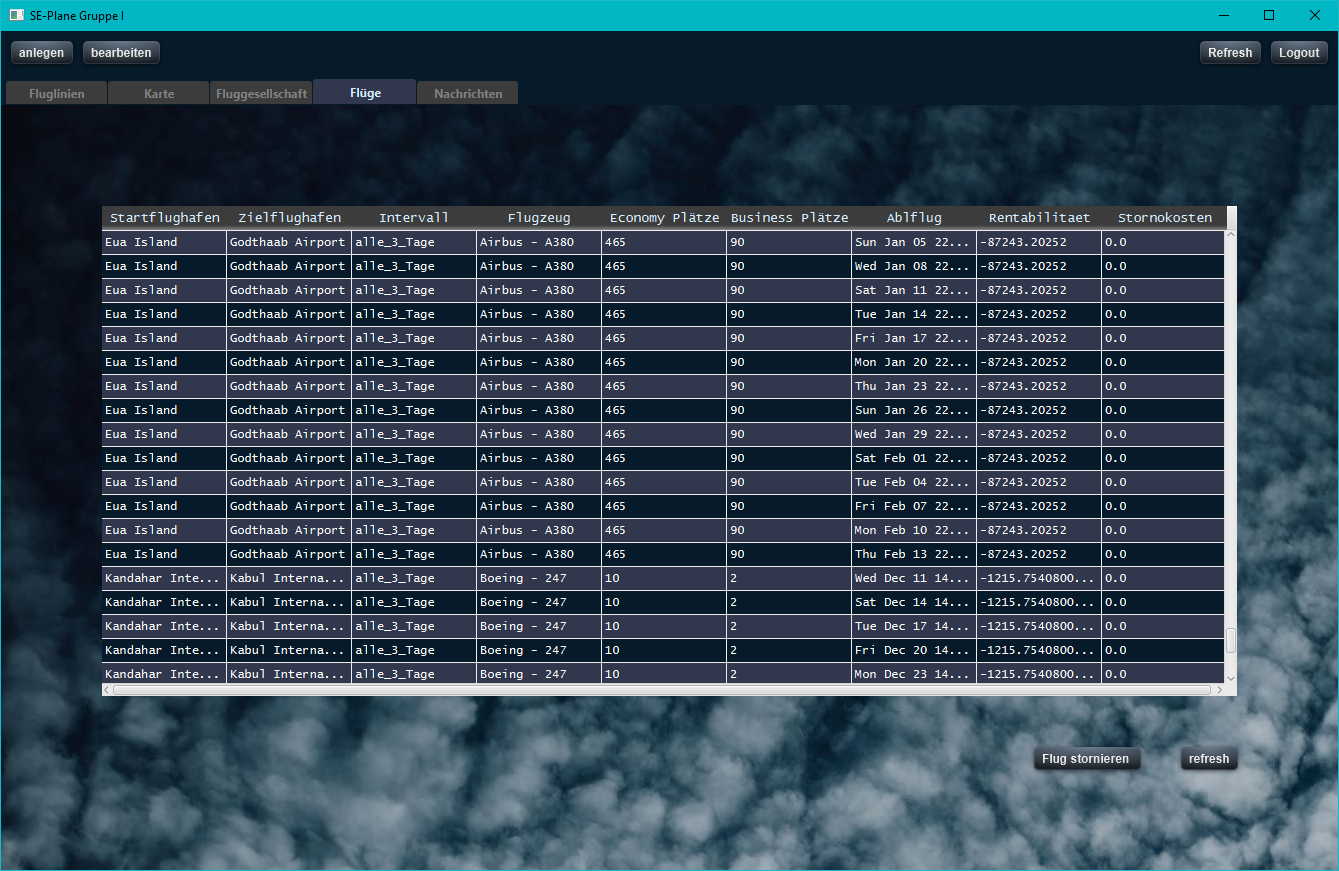 SE-Plane Gruppe I
anlegen bearbeiten Refresh Logout
Fluglinien Karte Fluggesellschaft Flüge Nachrichten
Startflughafen Zielflughafen Intervall Flugzeug Economy Plätze Business Plätze Ablflug Rentabilitaet Stornokosten
Eua Island Godthaab Airport alle_3_Tage Airbus - A380 465 90 Sun Jan 05 22... -87243.20252 0.0
Eua Island Godthaab Airport alle_3_Tage Airbus - A380 465 90 Wed Jan 08 22... -87243.20252 0.0
Eua Island Godthaab Airport alle_3_Tage Airbus - A380 465 90 Sat Jan 11 22... -87243.20252 0.0
Eua Island Godthaab Airport alle_3_Tage Airbus - A380 465 90 Tue Jan 14 22... -87243.20252 0.0
Eua Island Godthaab Airport alle_3_Tage Airbus - A380 465 90 Fri Jan 17 22... -87243.20252 0.0
Eua Island Godthaab Airport alle_3_Tage Airbus - A380 465 90 Mon Jan 20 22... -87243.20252 0.0
Eua Island Godthaab Airport alle_3_Tage Airbus - A380 465 90 Thu Jan 23 22... -87243.20252 0.0
Eua Island Godthaab Airport alle_3_Tage Airbus - A380 465 90 Sun Jan 26 22... -87243.20252 0.0
Eua Island Godthaab Airport alle_3_Tage Airbus - A380 465 90 Wed Jan 29 22... -87243.20252 0.0
Eua Island Godthaab Airport alle_3_Tage Airbus - A380 465 90 Sat Feb 01 22... -87243.20252 0.0
Eua Island Godthaab Airport alle_3_Tage Airbus - A380 465 90 Tue Feb 04 22... -87243.20252 0.0
Eua Island Godthaab Airport alle_3_Tage Airbus - A380 465 90 Fri Feb 07 22... -87243.20252 0.0
Eua Island Godthaab Airport alle_3_Tage Airbus - A380 465 90 Mon Feb 10 22... -87243.20252 0.0
Eua Island Godthaab Airport alle_3_Tage Airbus - A380 465 90 Thu Feb 13 22... -87243.20252 0.0
Kandahar Inte... Kabul Interna... alle_3_Tage Boeing - 247 10 2 Wed Dec 11 14... -1215.7540800... 0.0
Kandahar Inte... Kabul Interna... alle_3_Tage Boeing - 247 10 2 Sat Dec 14 14... -1215.7540800... 0.0
Kandahar Inte... Kabul Interna... alle_3_Tage Boeing - 247 10 2 Tue Dec 17 14... -1215.7540800... 0.0
Kandahar Inte... Kabul Interna... alle_3_Tage Boeing - 247 10 2 Fri Dec 20 14... -1215.7540800... 0.0
Kandahar Inte... Kabul Interna... alle_3_Tage Boeing - 247 10 2 Mon Dec 23 14... -1215.7540800... 0.0
Flug stornieren refresh